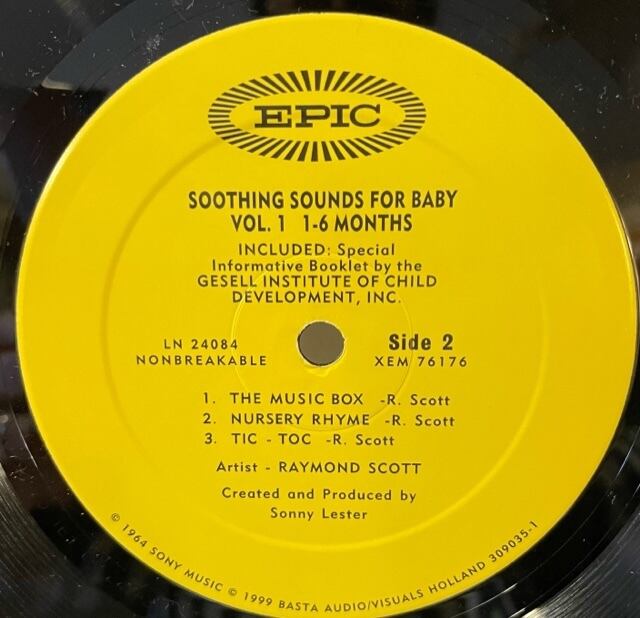 EPIC
SOOTHING SOUNDS FOR BABY
VOL. 1 1-6 MONTHS
INCLUDED: Special
Informative Booklet by the
GESELL INSTITUTE OF CHILD
DEVELOPMENT, INC.
LN 24084
NONBREAKABLE
Side 2
XEM 76176
1. THE MUSIC BOX -R. Scott
2. NURSERY RHYME -R. Scott
3. TIC - TOC -R. Scott
Artist - RAYMOND SCOTT
Created and Produced by
Sonny Lester
© 1964 SONY MUSIC © 1999 BASTA AUDIO/VISUALS HOLLAND 309035-1